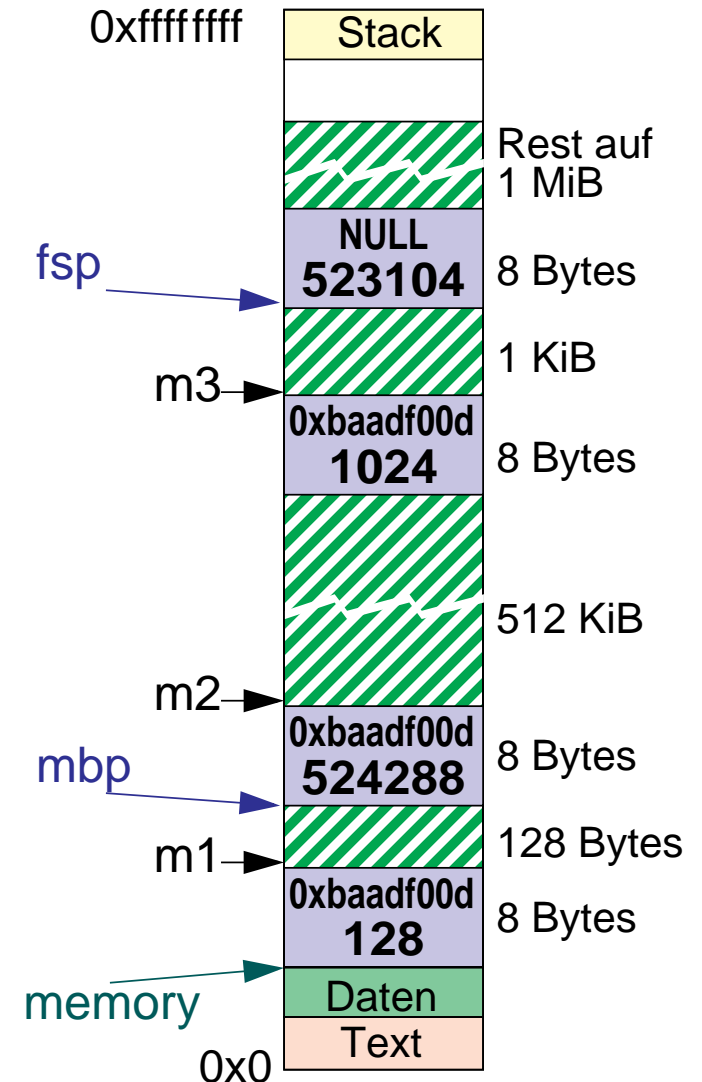 0xffffffff
Stack
Rest auf
1 MiB
NULL
523104
8 Bytes
fsp
1 KiB
m3
0xbaadf00d
1024
8 Bytes
512 KiB
m2
0xbaadf00d
524288
8 Bytes
mbp
128 Bytes
m1
0xbaadf00d
128
8 Bytes
memory
Daten
Text
0x0